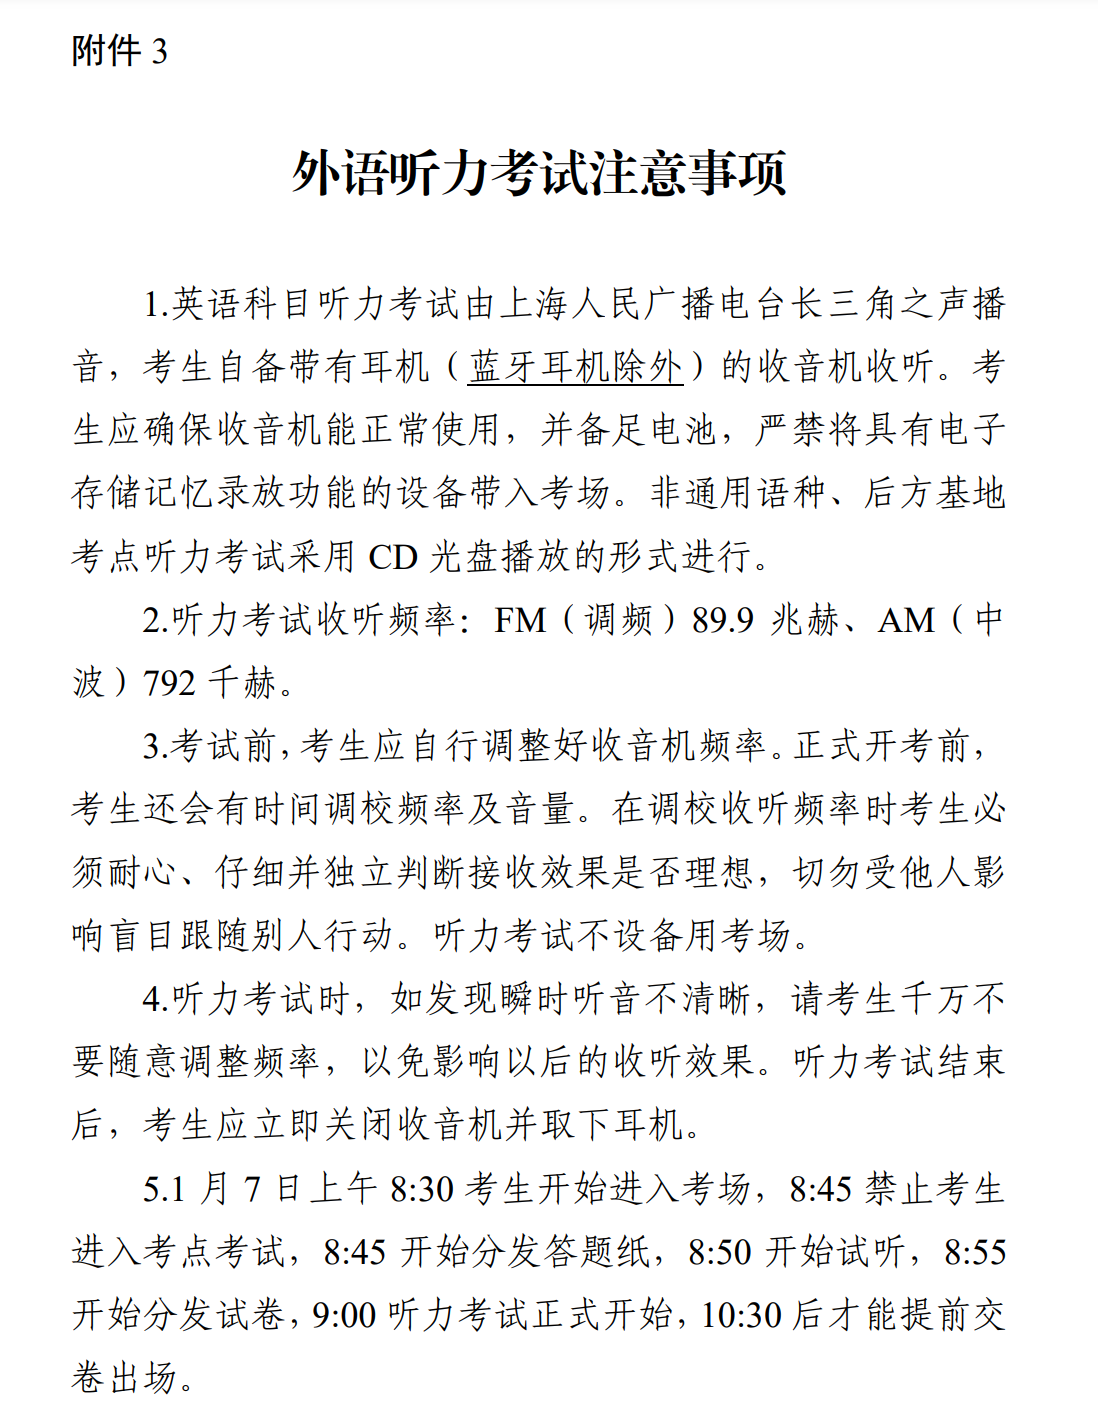 附件 3
外语听力考试注意事项
1.英语科目听力考试由上海人民广播电台长三角之声播
音，考生自备带有耳机（蓝牙耳机除外）的收音机收听。考
生应确保收音机能正常使用，并备足电池，严禁将具有电子
存储记忆录放功能的设备带入考场。非通用语种、后方基地
考点听力考试采用 CD 光盘播放的形式进行。
2.听力考试收听频率：FM（调频）89.9 兆赫、AM（中
波）792 千赫。
3.考试前，考生应自行调整好收音机频率。正式开考前，
考生还会有时间调校频率及音量。在调校收听频率时考生必
须耐心、仔细并独立判断接收效果是否理想，切勿受他人影
响盲目跟随别人行动。听力考试不设备用考场。
4.听力考试时，如发现瞬时听音不清晰，请考生千万不
要随意调整频率，以免影响以后的收听效果。听力考试结束
后，考生应立即关闭收音机并取下耳机。
5.1 月 7 日上午 8:30 考生开始进入考场，8:45 禁止考生
进入考点考试，8:45 开始分发答题纸，8:50 开始试听，8:55
开始分发试卷，9:00 听力考试正式开始，10:30 后才能提前交
卷出场。